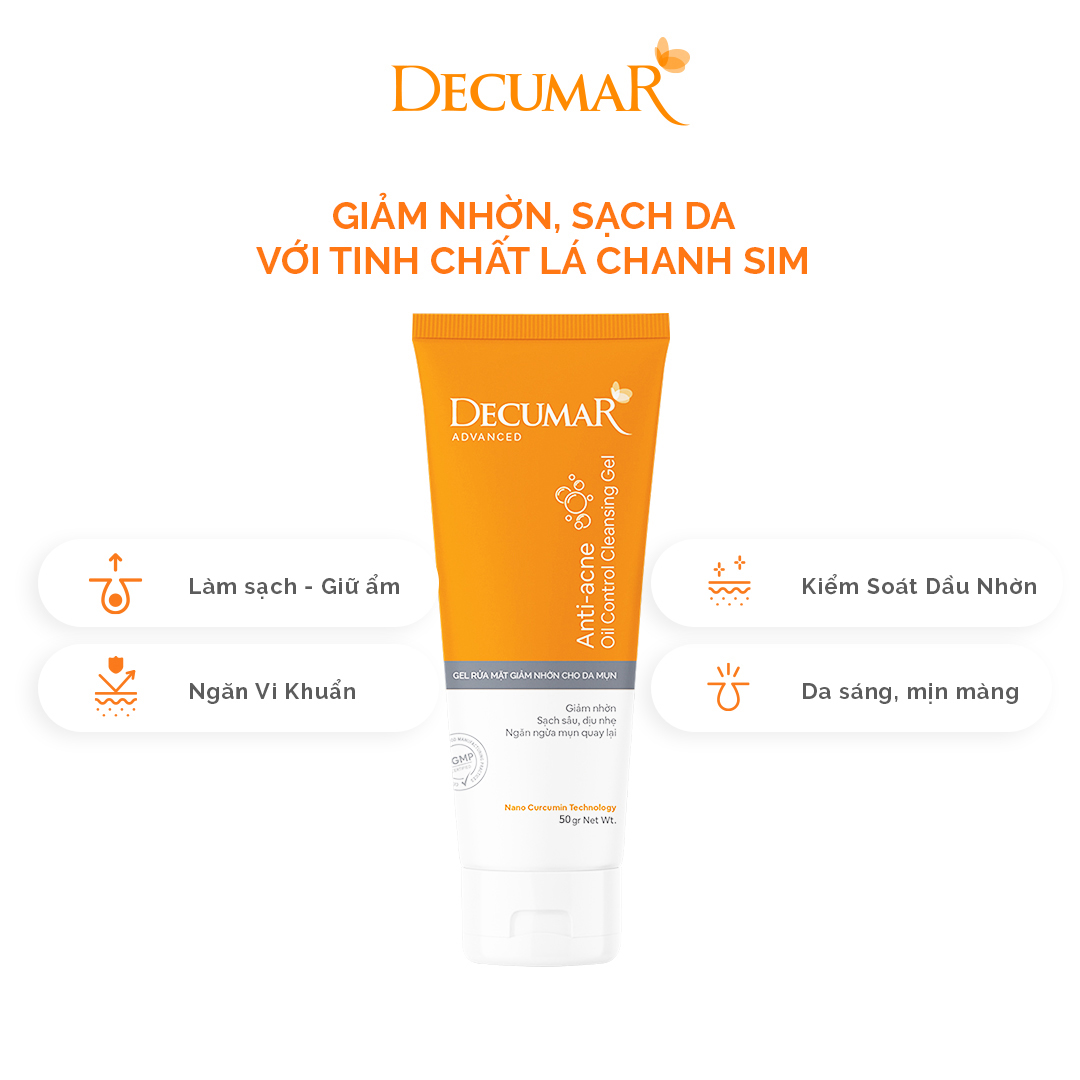 DECUMAR
GIẢM NHỜN, SẠCH DA
VỚI TINH CHẤT LÁ CHANH SIM
DECUMAR
ADVANCED
Anti-acne
Oil Control Cleansing Gel
Làm sạch - Giữ ẩm
Kiểm Soát Dầu Nhờn
Ngăn Vi Khuẩn
Da sáng, mịn màng
GEL RỬA MẶT GIẢM NHỜN CHO DA MỤN
Giảm nhờn
Sạch sâu, dịu nhẹ
Ngăn ngừa mụn quay lại
GMP
Nano Curcumin Technology
50gr Net Wt.